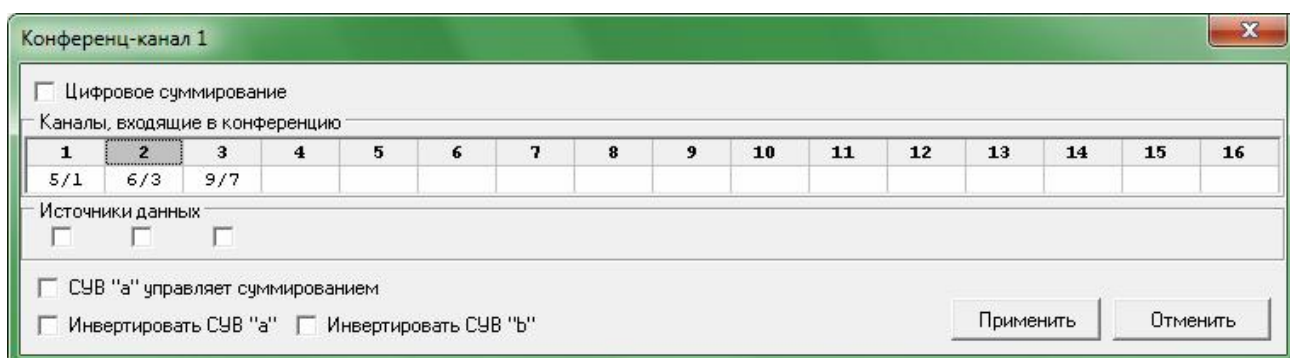 Конференц-канал 1
Цифровое суммирование
Каналы, входящие в конференцию
1 2 3 4 5 6 7 8 9 10 11 12 13 14 15 16
5/1 6/3 9/7
Источники данных
СУВ "a" управляет суммированием
Инвертировать СУВ "a" Инвертировать СУВ "b" Применить Отменить